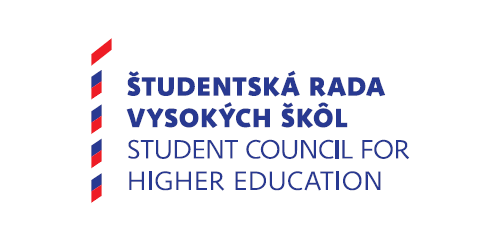 ŠTUDENTSKÁ RADA
VYSOKÝCH ŠKÔL
STUDENT COUNCIL FOR
HIGHER EDUCATION